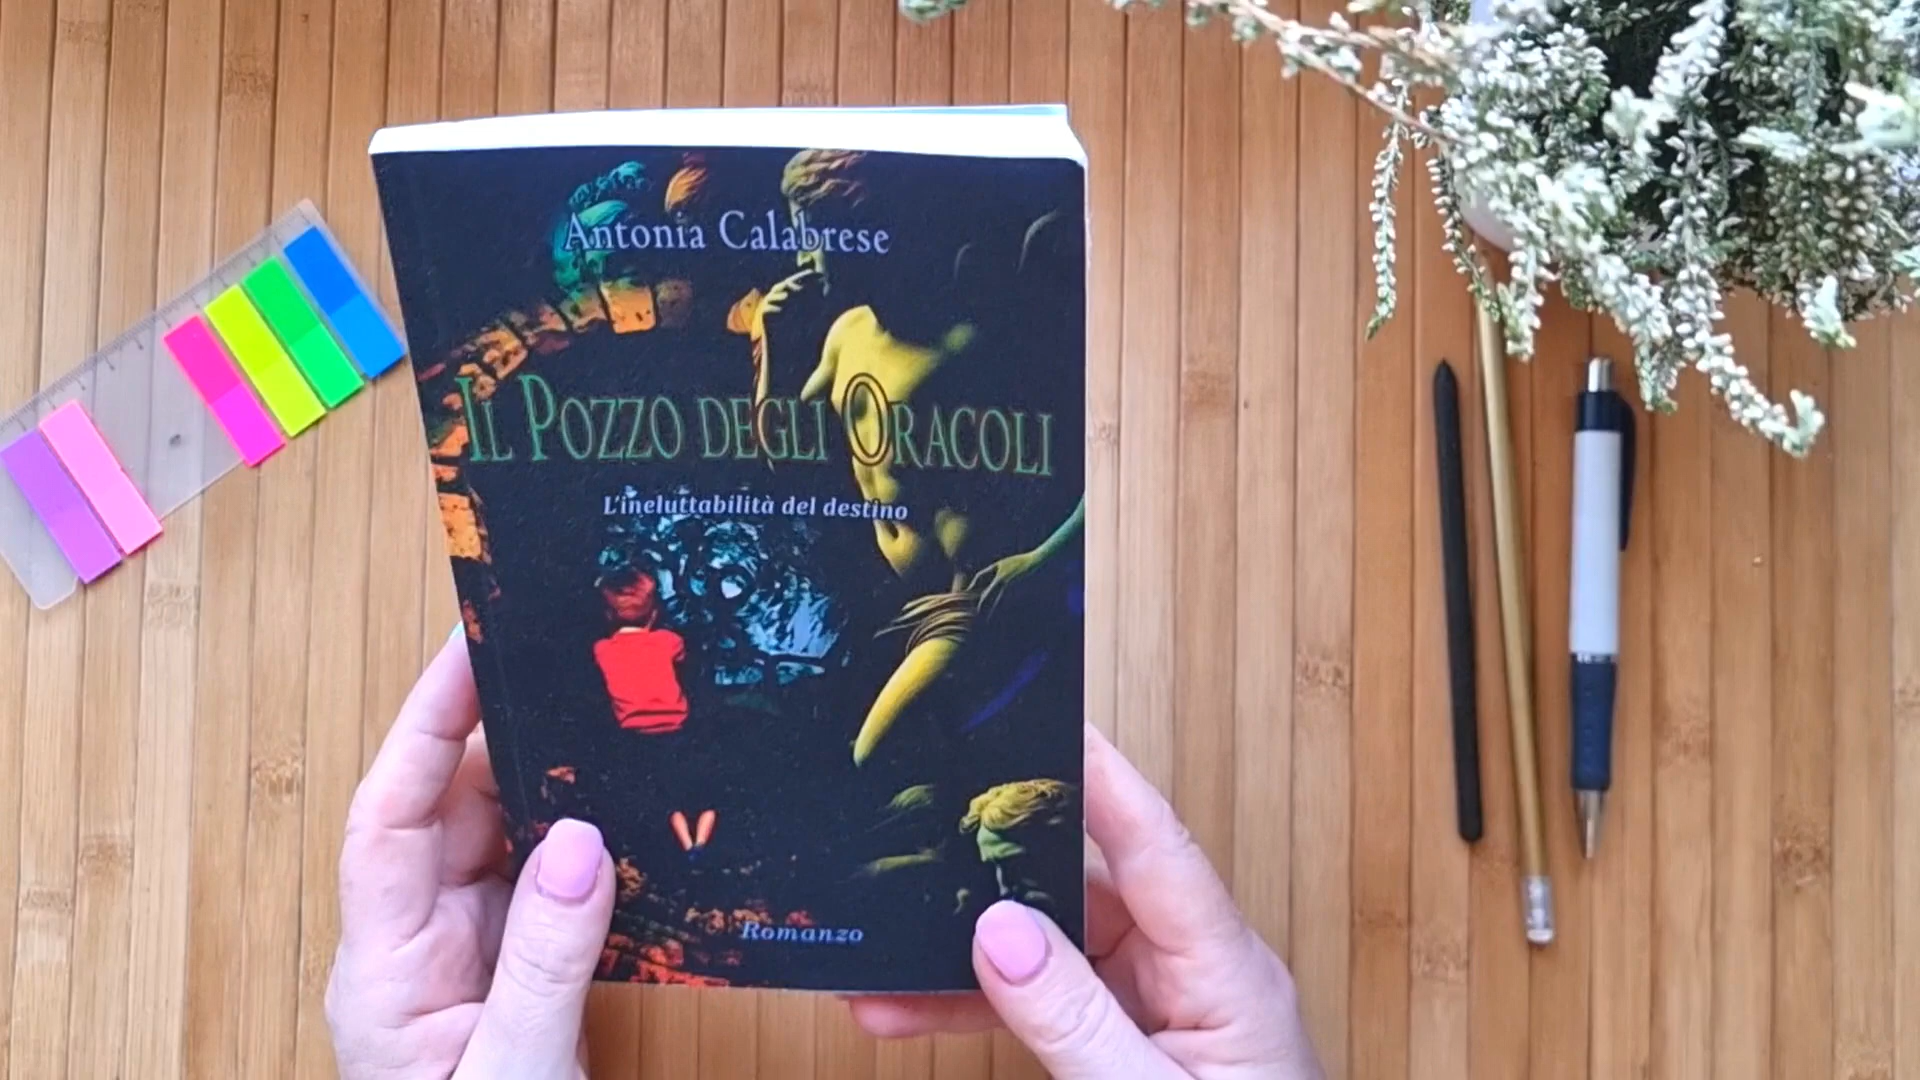 Antonia Calabrese
Il Pozzo degli Oracoli
L'ineluttabilità del destino
Romanzo